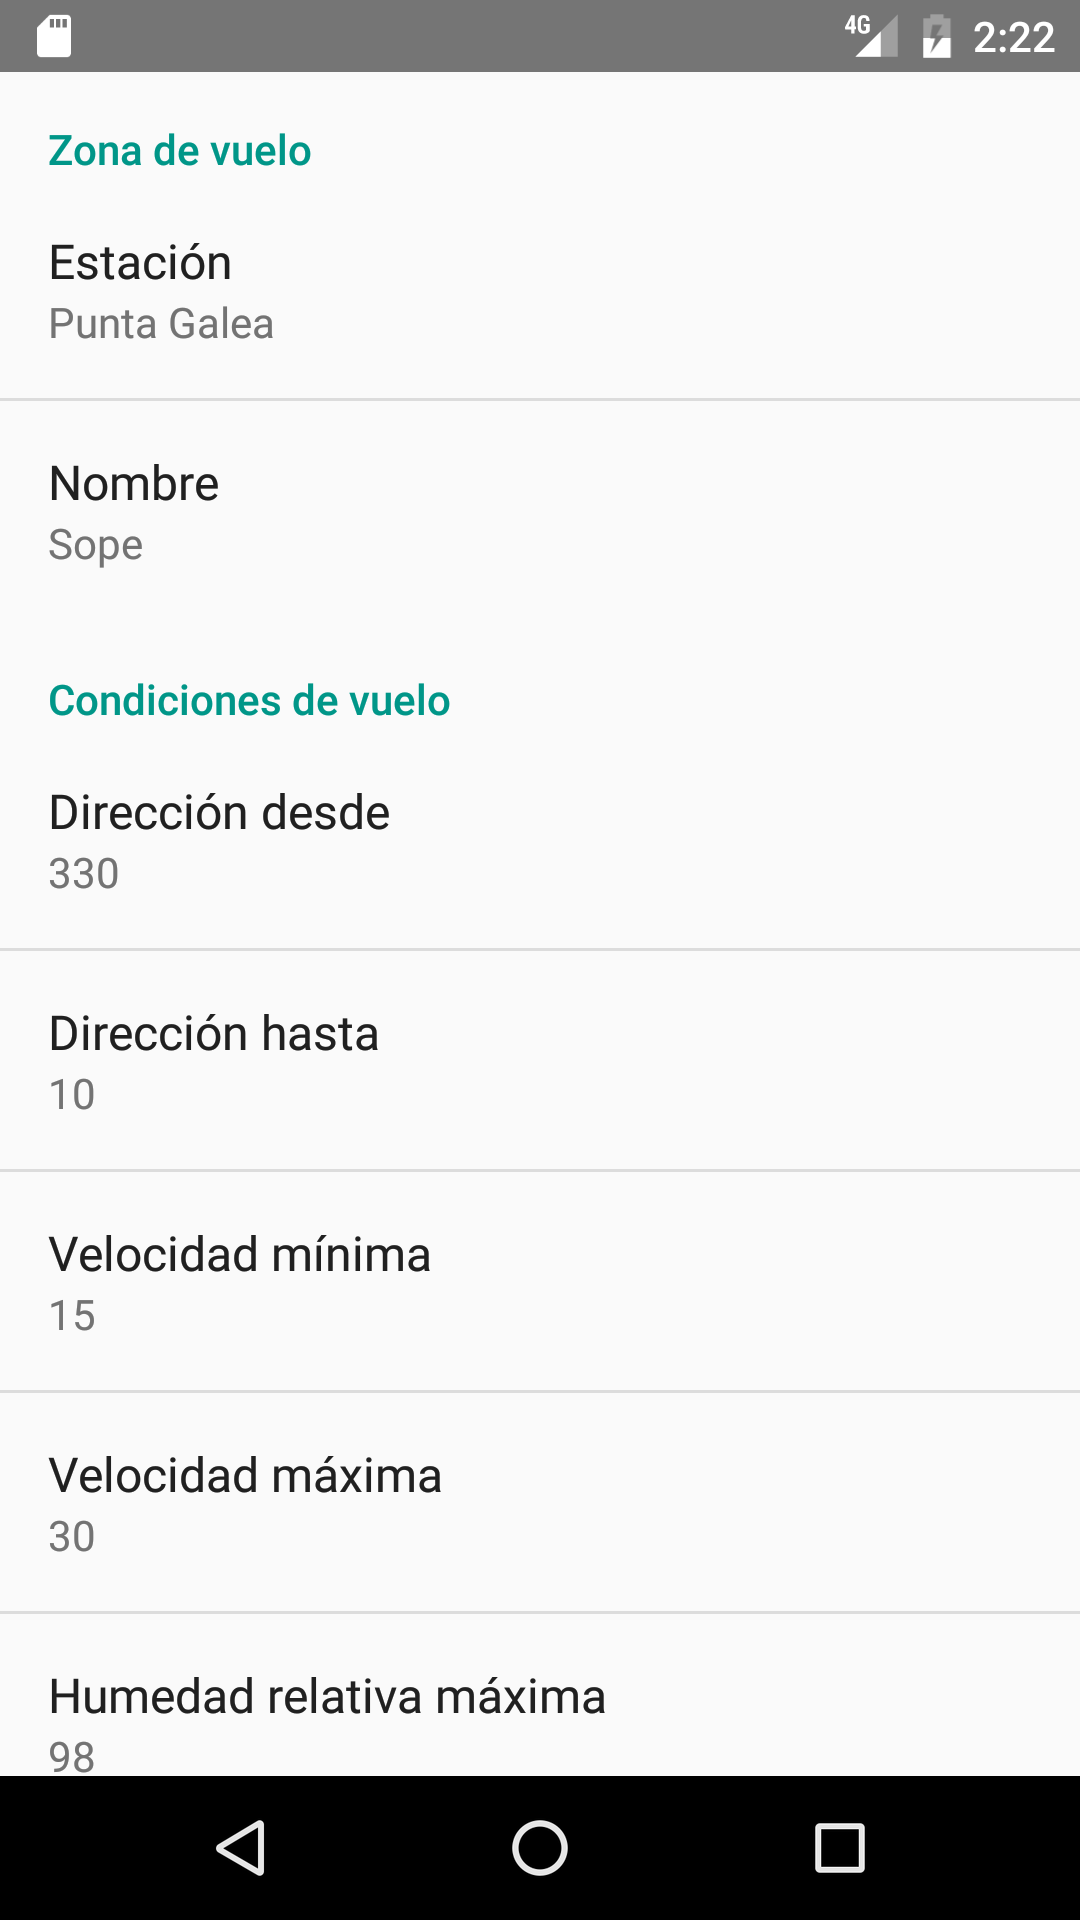 4G 2:22
Zona de vuelo
Estación
Punta Galea
Nombre
Sope
Condiciones de vuelo
Dirección desde
330
Dirección hasta
10
Velocidad mínima
15
Velocidad máxima
30
Humedad relativa máxima
98